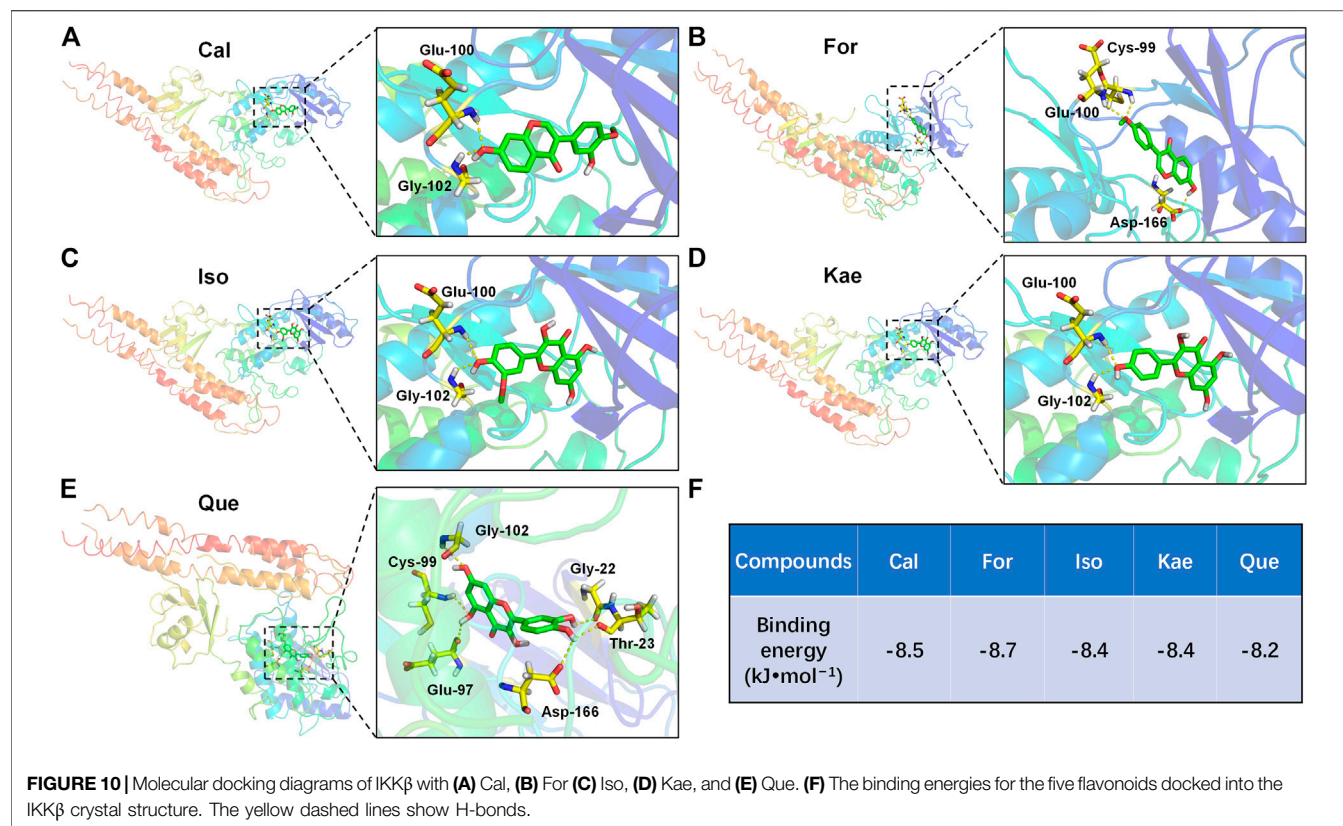 A
Cal
Glu-100
Gly-102
B
For
Cys-99
Glu-100
Asp-166
C
Iso
Glu-100
Gly-102
D
Kae
Glu-100
Gly-102
E
Que
Gly-102
Cys-99
Gly-22
Thr-23
Glu-97
Asp-166
F
Compounds Cal For Iso Kae Que
Binding
energy
(kJ•mol⁻¹)
-8.5 -8.7 -8.4 -8.4 -8.2
FIGURE 10 | Molecular docking diagrams of IKKβ with (A) Cal, (B) For (C) Iso, (D) Kae, and (E) Que. (F) The binding energies for the five flavonoids docked into the
IKKβ crystal structure. The yellow dashed lines show H-bonds.